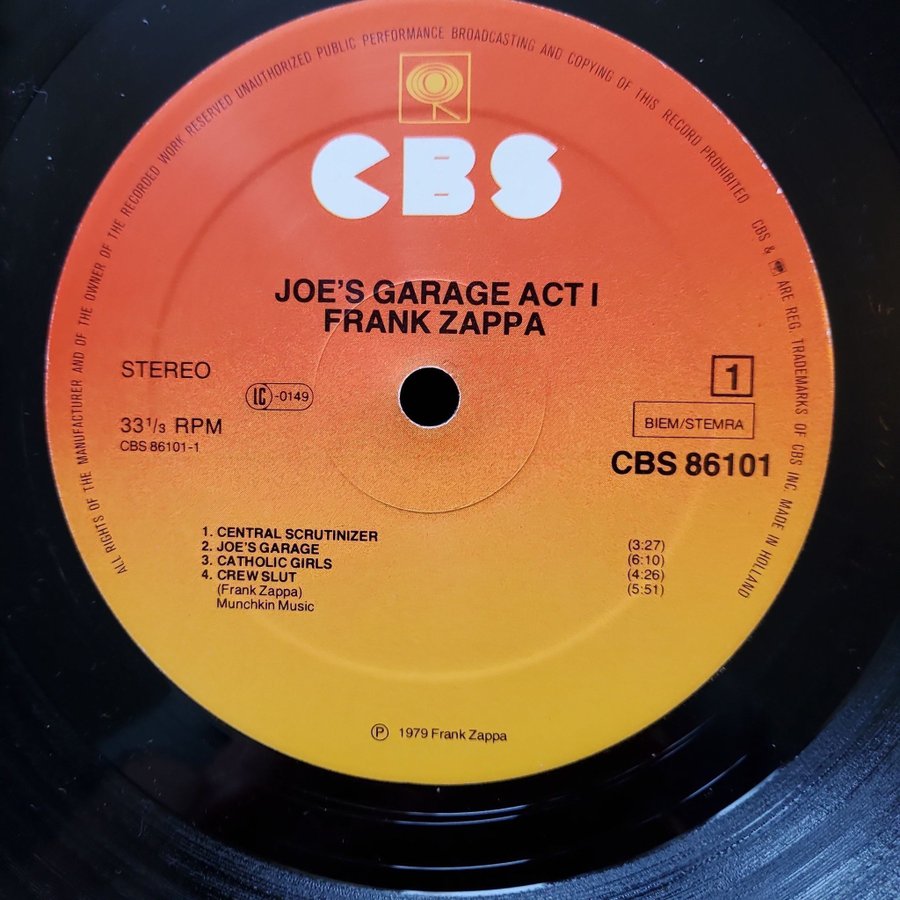 ALL RIGHTS OF THE MANUFACTURER AND OF THE OWNER OF THE RECORDED WORK RESERVED UNAUTHORIZED PUBLIC PERFORMANCE BROADCASTING AND COPYING OF THIS RECORD PROHIBITED CBS & ARE REG. TRADEMARKS OF CBS INC. MADE IN HOLLAND
CBS
JOE'S GARAGE ACT I
FRANK ZAPPA
STEREO
LC-0149
1
33 1/3 RPM
BIEM/STEMRA
CBS 86101-1
CBS 86101
1. CENTRAL SCRUTINIZER (3:27)
2. JOE'S GARAGE (6:10)
3. CATHOLIC GIRLS (4:26)
4. CREW SLUT (5:51)
(Frank Zappa)
Munchkin Music
Ⓟ 1979 Frank Zappa